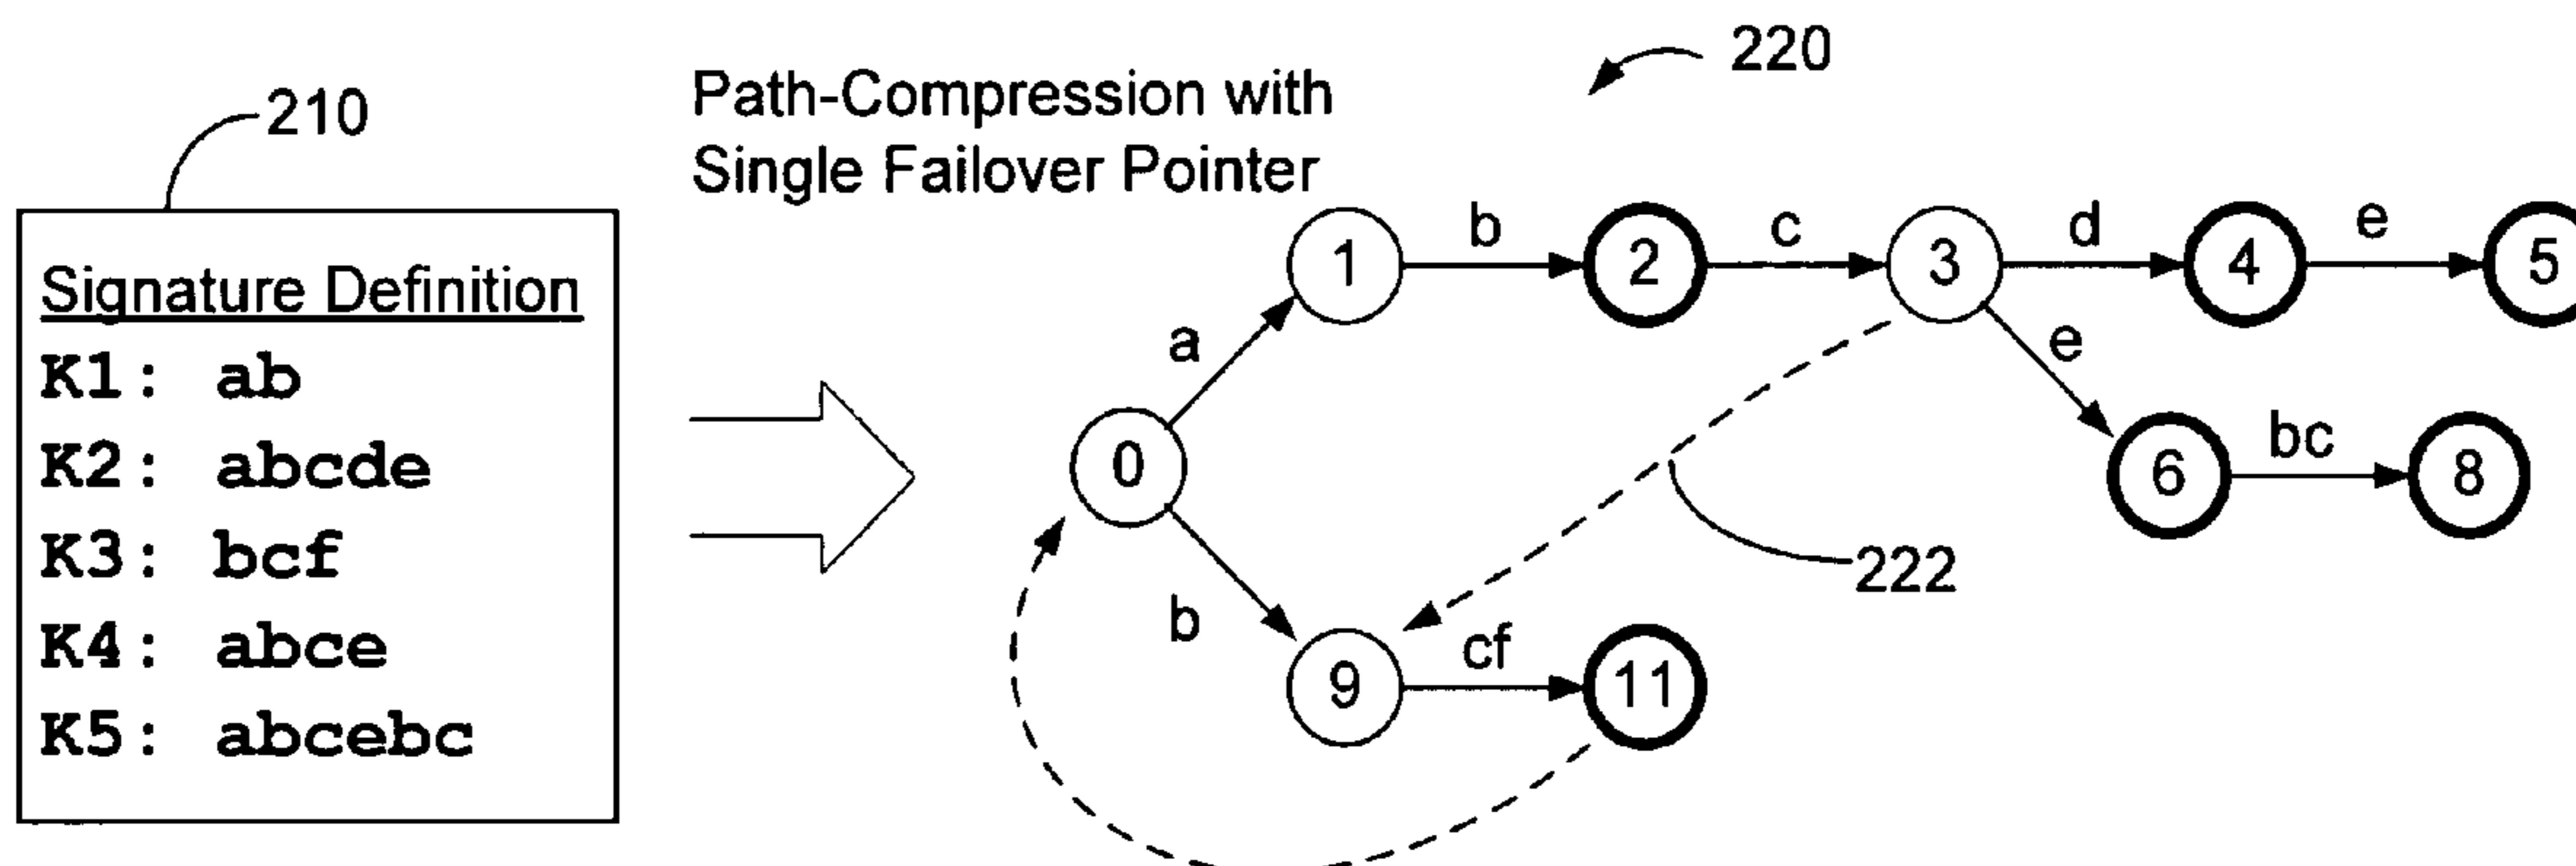 220
210
Path-Compression with
Single Failover Pointer
Signature Definition
K1: ab
K2: abcde
K3: bcf
K4: abce
K5: abcebc
1
b
2
c
3
d
4
e
5
a
e
0
6
bc
8
222
b
9
cf
11